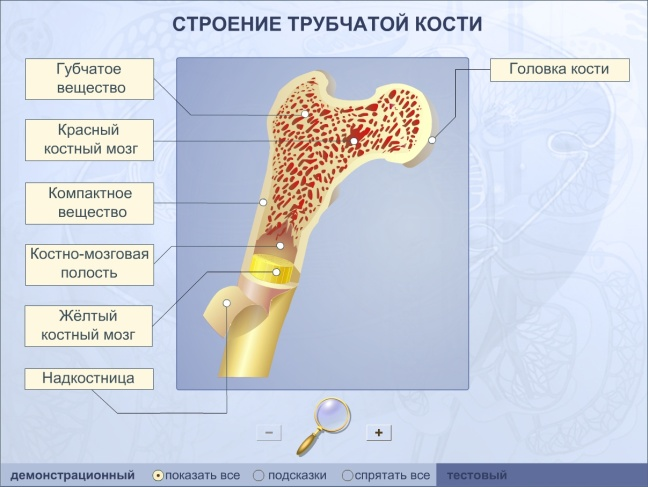 СТРОЕНИЕ ТРУБЧАТОЙ КОСТИ
Губчатое
вещество
Красный
костный мозг
Компактное
вещество
Костно-мозговая
полость
Жёлтый
костный мозг
Надкостница
Головка кости
демонстрационный показать все подсказки спрятать все тестовый